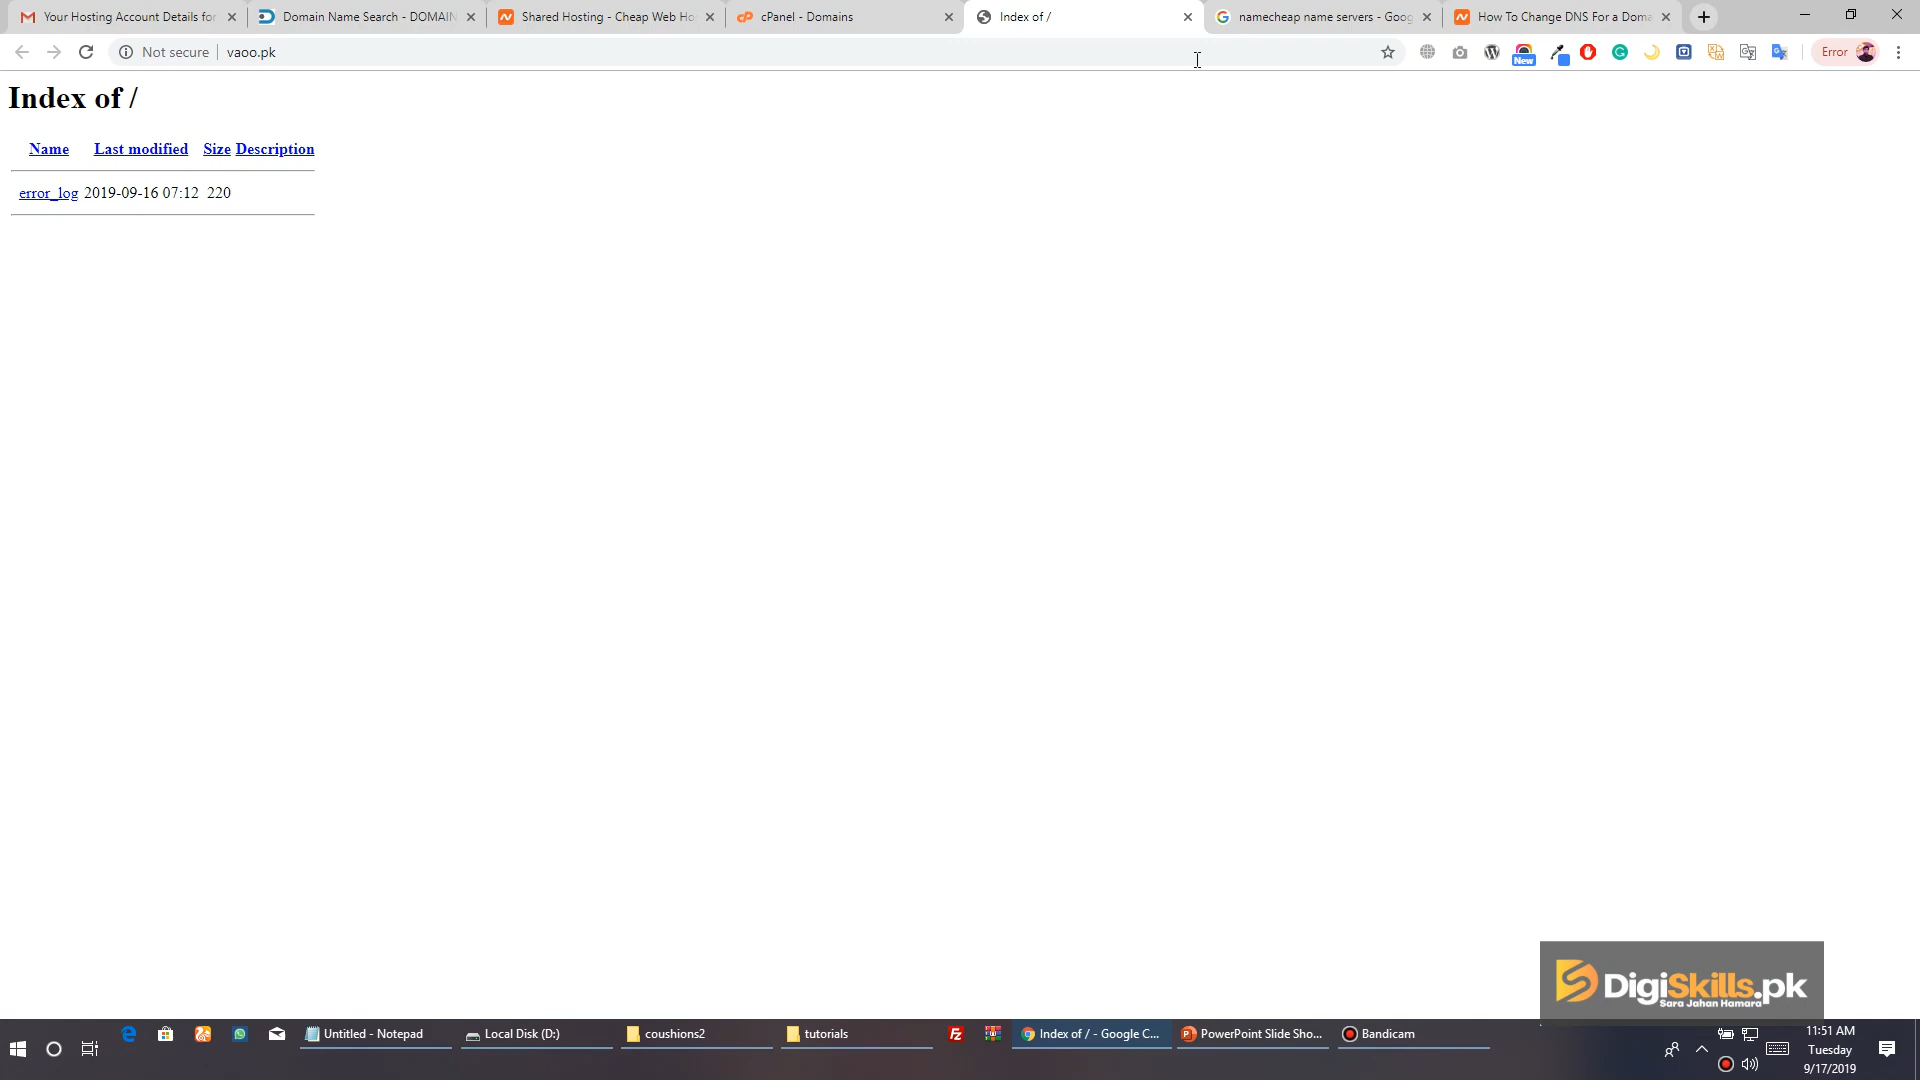 Your Hosting Account Details for
Domain Name Search - DOMAIN
Shared Hosting - Cheap Web Ho
cPanel - Domains
Index of /
namecheap name servers - Goog
How To Change DNS For a Doma
Not secure
vaoo.pk
New
Error
Index of /
Name Last modified Size Description
error_log 2019-09-16 07:12 220
DigiSkills.pk
Sara Jahan Hamara
Untitled - Notepad
Local Disk (D:)
coushions2
tutorials
Index of / - Google C...
PowerPoint Slide Sho...
Bandicam
11:51 AM
Tuesday
9/17/2019